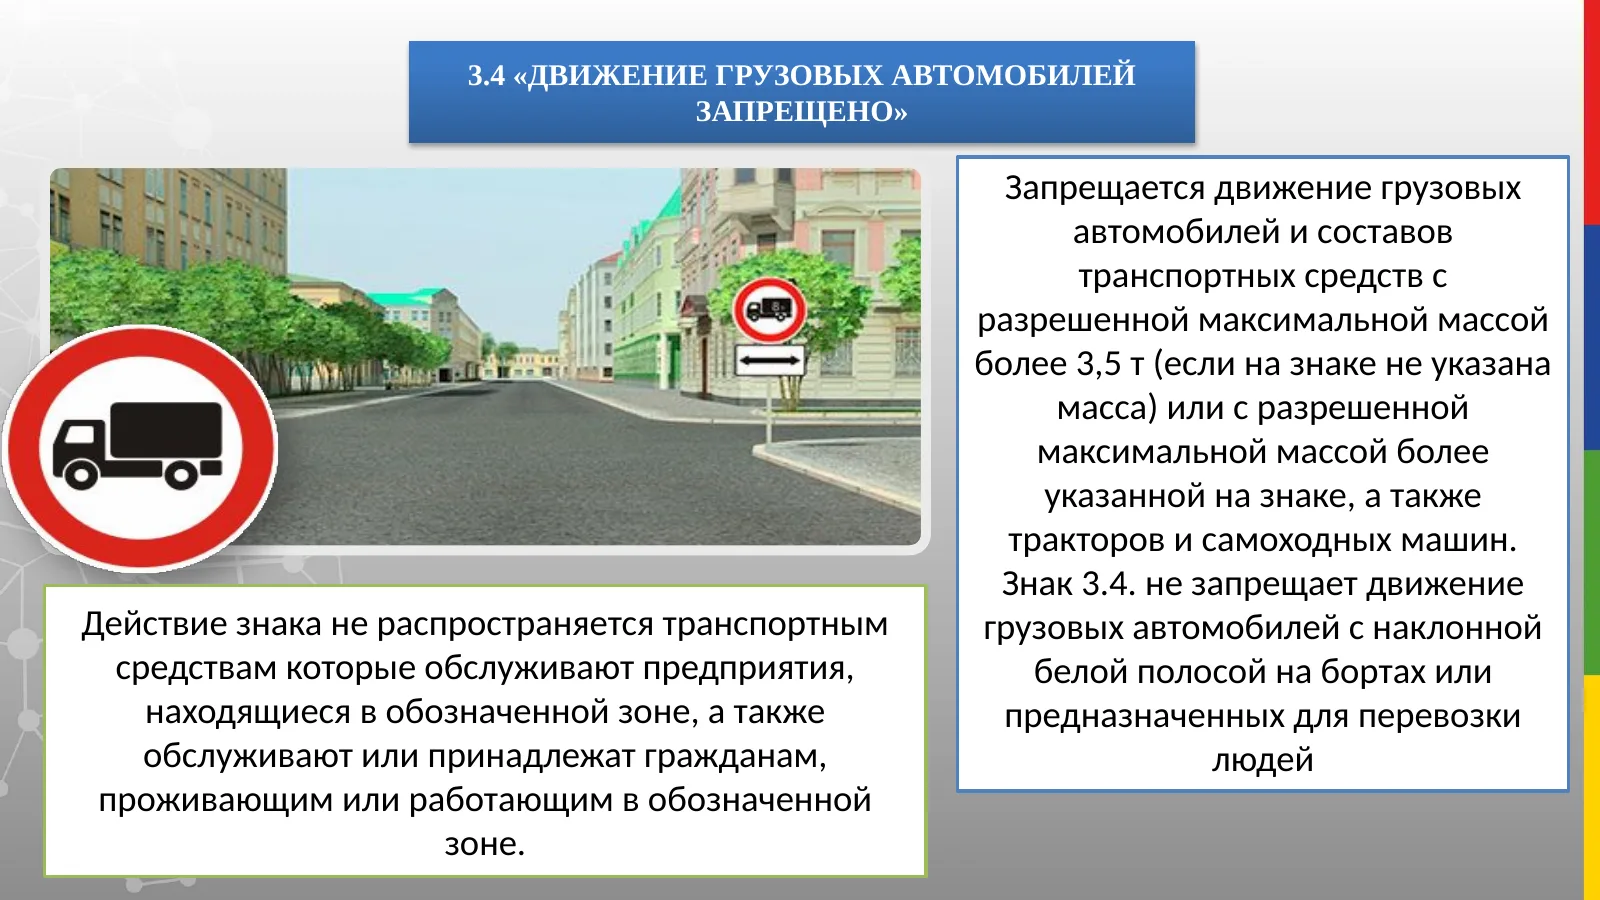 3.4 «ДВИЖЕНИЕ ГРУЗОВЫХ АВТОМОБИЛЕЙ
ЗАПРЕЩЕНО»
Запрещается движение грузовых
автомобилей и составов
транспортных средств с
разрешенной максимальной массой
более 3,5 т (если на знаке не указана
масса) или с разрешенной
максимальной массой более
указанной на знаке, а также
тракторов и самоходных машин.
Знак 3.4. не запрещает движение
грузовых автомобилей с наклонной
белой полосой на бортах или
предназначенных для перевозки
людей
Действие знака не распространяется транспортным
средствам которые обслуживают предприятия,
находящиеся в обозначенной зоне, а также
обслуживают или принадлежат гражданам,
проживающим или работающим в обозначенной
зоне.